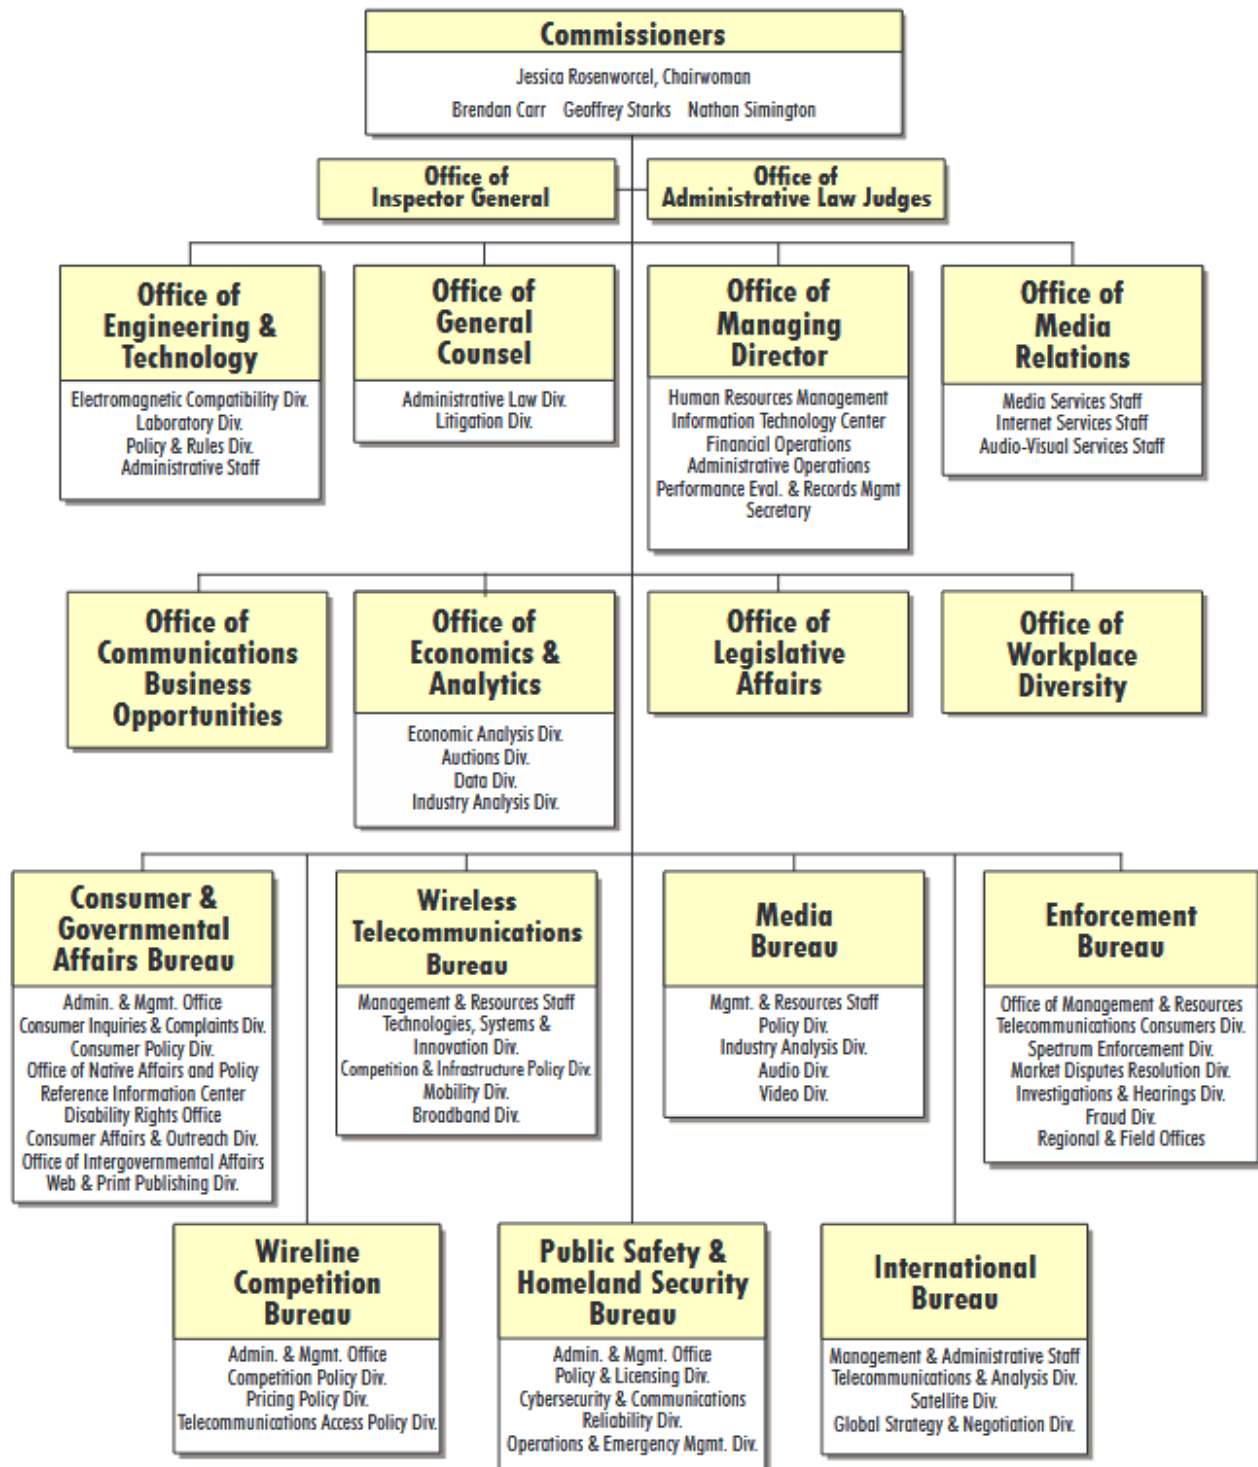 Commissioners
Jessica Rosenworcel, Chairwoman
Brendan Carr Geoffrey Starks Nathan Simington
Office of
Inspector General
Office of
Administrative Law Judges
Office of
Engineering &
Technology
Electromagnetic Compatibility Div.
Laboratory Div.
Policy & Rules Div.
Administrative Staff
Office of
General
Counsel
Administrative Law Div.
Litigation Div.
Office of
Managing
Director
Human Resources Management
Information Technology Center
Financial Operations
Administrative Operations
Performance Eval. & Records Mgmt
Secretary
Office of
Media
Relations
Media Services Staff
Internet Services Staff
Audio-Visual Services Staff
Office of
Communications
Business
Opportunities
Office of
Economics &
Analytics
Economic Analysis Div.
Auctions Div.
Data Div.
Industry Analysis Div.
Office of
Legislative
Affairs
Office of
Workplace
Diversity
Consumer &
Governmental
Affairs Bureau
Admin. & Mgmt. Office
Consumer Inquiries & Complaints Div.
Consumer Policy Div.
Office of Native Affairs and Policy
Reference Information Center
Disability Rights Office
Consumer Affairs & Outreach Div.
Office of Intergovernmental Affairs
Web & Print Publishing Div.
Wireless
Telecommunications
Bureau
Management & Resources Staff
Technologies, Systems &
Innovation Div.
Competition & Infrastructure Policy Div.
Mobility Div.
Broadband Div.
Media
Bureau
Mgmt. & Resources Staff
Policy Div.
Industry Analysis Div.
Audio Div.
Video Div.
Enforcement
Bureau
Office of Management & Resources
Telecommunications Consumers Div.
Spectrum Enforcement Div.
Market Disputes Resolution Div.
Investigations & Hearings Div.
Fraud Div.
Regional & Field Offices
Wireline
Competition
Bureau
Admin. & Mgmt. Office
Competition Policy Div.
Pricing Policy Div.
Telecommunications Access Policy Div.
Public Safety &
Homeland Security
Bureau
Admin. & Mgmt. Office
Policy & Licensing Div.
Cybersecurity & Communications
Reliability Div.
Operations & Emergency Mgmt. Div.
International
Bureau
Management & Administrative Staff
Telecommunications & Analysis Div.
Satellite Div.
Global Strategy & Negotiation Div.